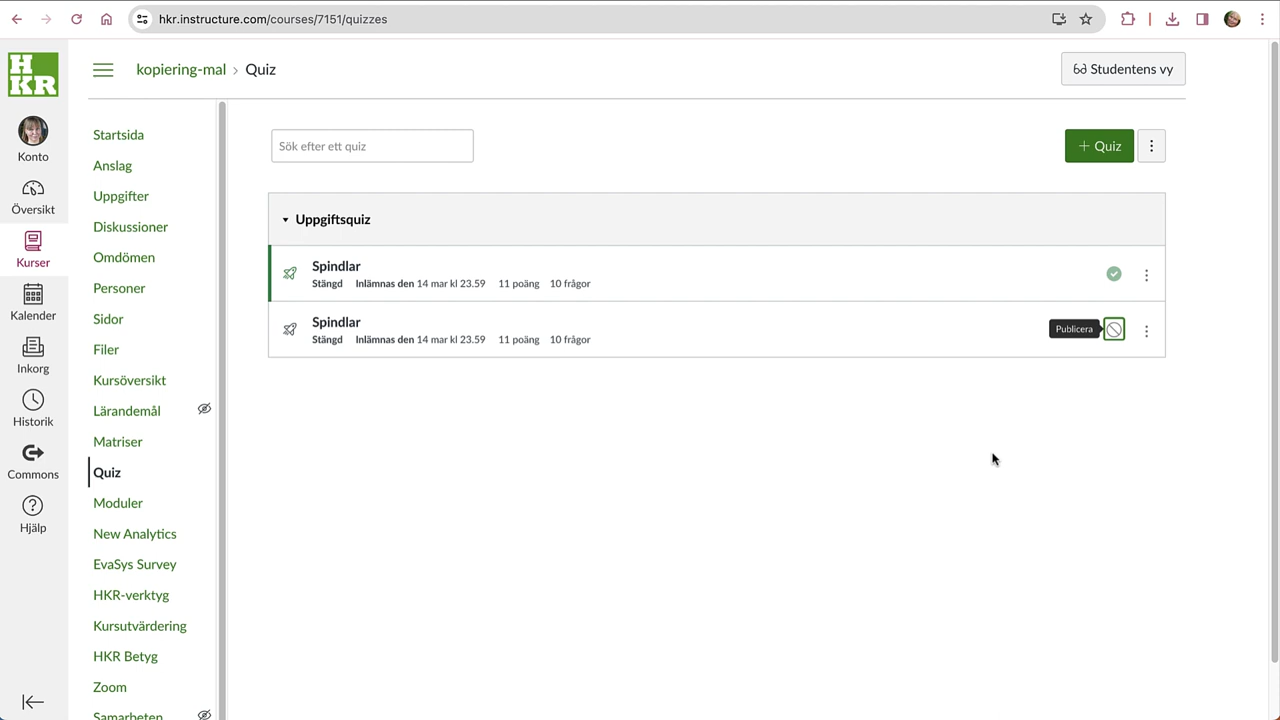 hkr.instructure.com/courses/7151/quizzes
H
KR
kopiering-mal › Quiz
Studentens vy
Konto
Översikt
Kurser
Kalender
Inkorg
Historik
Commons
Hjälp
Startsida
Anslag
Uppgifter
Diskussioner
Omdömen
Personer
Sidor
Filer
Kursöversikt
Lärandemål
Matriser
Quiz
Moduler
New Analytics
EvaSys Survey
HKR-verktyg
Kursutvärdering
HKR Betyg
Zoom
Samarbeten
Sök efter ett quiz
+ Quiz
Uppgiftsquiz
Spindlar
Stängd Inlämnas den 14 mar kl 23.59 11 poäng 10 frågor
Spindlar
Stängd Inlämnas den 14 mar kl 23.59 11 poäng 10 frågor
Publicera